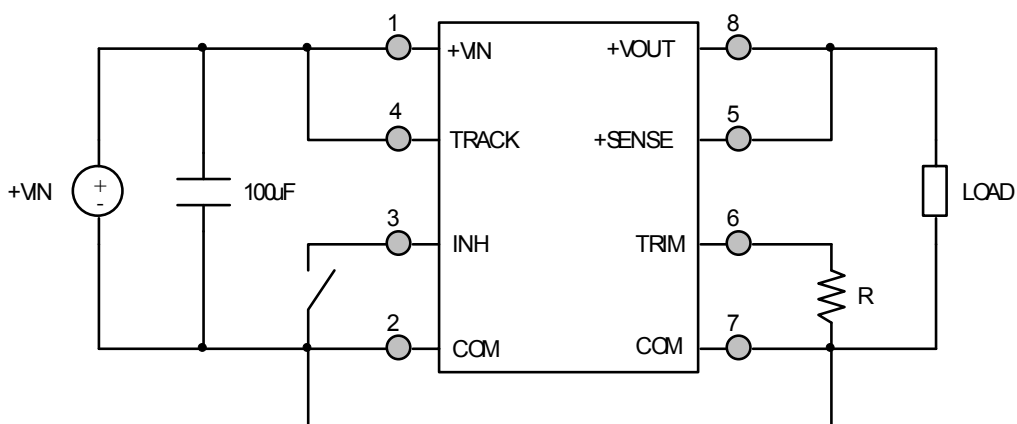 1
8
+VIN
+VOUT
4
5
TRACK
+SENSE
+VIN
+
-
100uF
LOAD
3
6
INH
TRIM
R
2
7
COM
COM